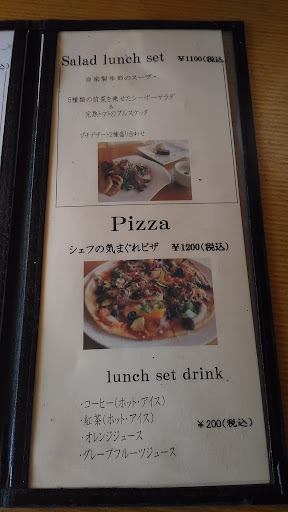 Salad lunch set ¥1100(税込
自家製季節のスープ・
5種類の前菜を乗せたシーザーサラダ
&
完熟トマトのブルスケッタ
プチデザート2種盛り合わせ
Pizza
シェフの気まぐれピザ ¥1200(税込)
lunch set drink
・コーヒー(ホット・アイス)
・紅茶(ホット・アイス)
・オレンジジュース
・グレープフルーツジュース
¥200(税込)